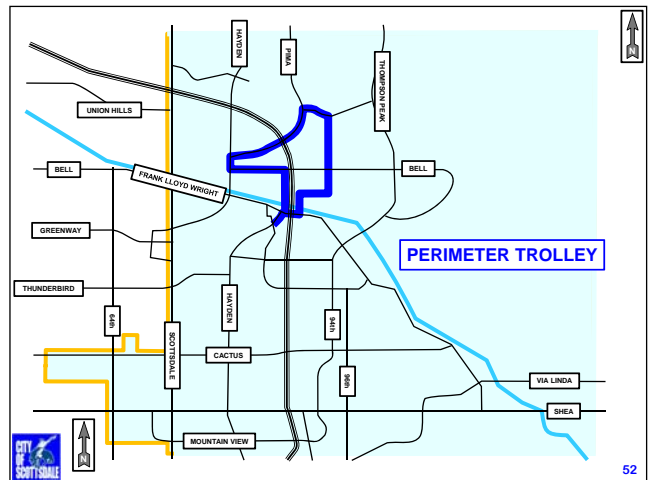 N
HAYDEN
PIMA
THOMPSON PEAK
UNION HILLS
BELL
BELL
FRANK LLOYD WRIGHT
GREENWAY
PERIMETER TROLLEY
THUNDERBIRD
64th
SCOTTSDALE
HAYDEN
94th
96th
CACTUS
VIA LINDA
SHEA
MOUNTAIN VIEW
N
CITY
OF
SCOTTSDALE
52